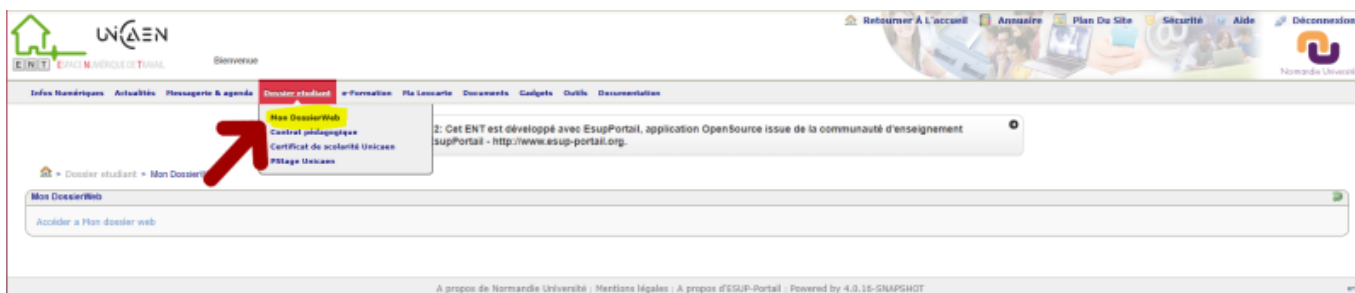 Retourner À L'accueil Annuaire Plan Du Site Sécurité Aide Déconnexion
UNICAEN
ENT ESPACE NUMÉRIQUE DE TRAVAIL
Bienvenue
Normandie Université
Infos Numériques Actualités Messagerie & agenda Dossier etudiant e-Formation Ma Leocarte Documents Gadgets Outils Documentation
Mon DossierWeb
Contrat pédagogique
Certificat de scolarité Unicaen
PStage Unicaen
2: Cet ENT est développé avec EsupPortail, application OpenSource issue de la communauté d'enseignement
supPortail - http://www.esup-portail.org.
» Dossier etudiant » Mon DossierW
Mon DossierWeb
Accéder a Mon dossier web
A propos de Normandie Université : Mentions légales : A propos d'ESUP-Portail : Powered by 4.0.16-SNAPSHOT